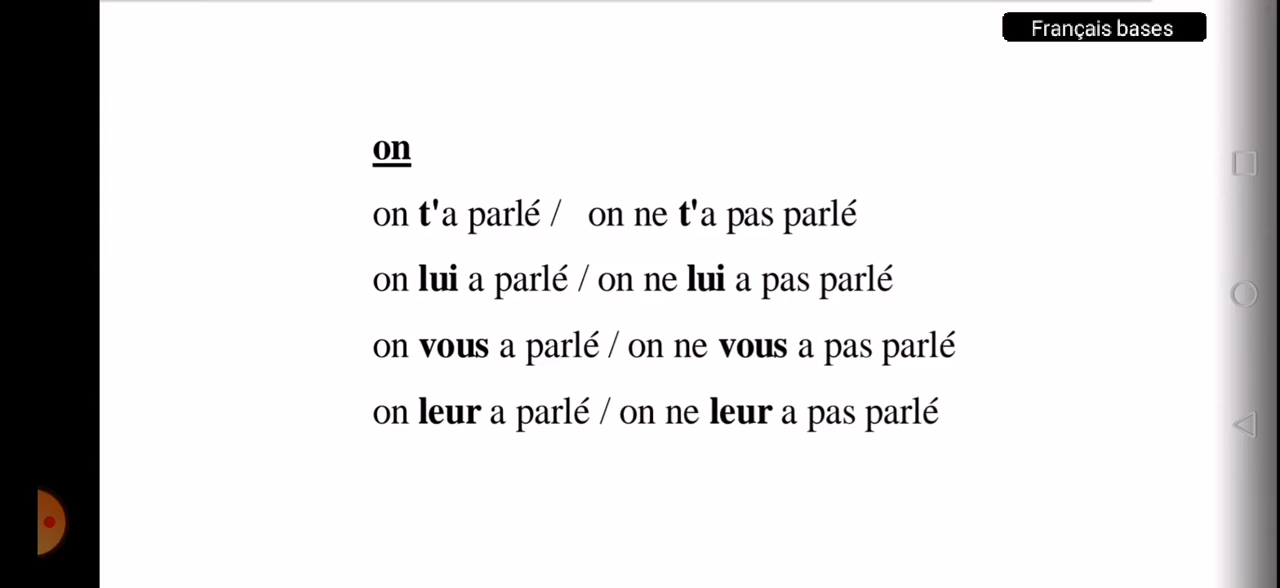 Français bases
on
on t'a parlé / on ne t'a pas parlé
on lui a parlé / on ne lui a pas parlé
on vous a parlé / on ne vous a pas parlé
on leur a parlé / on ne leur a pas parlé